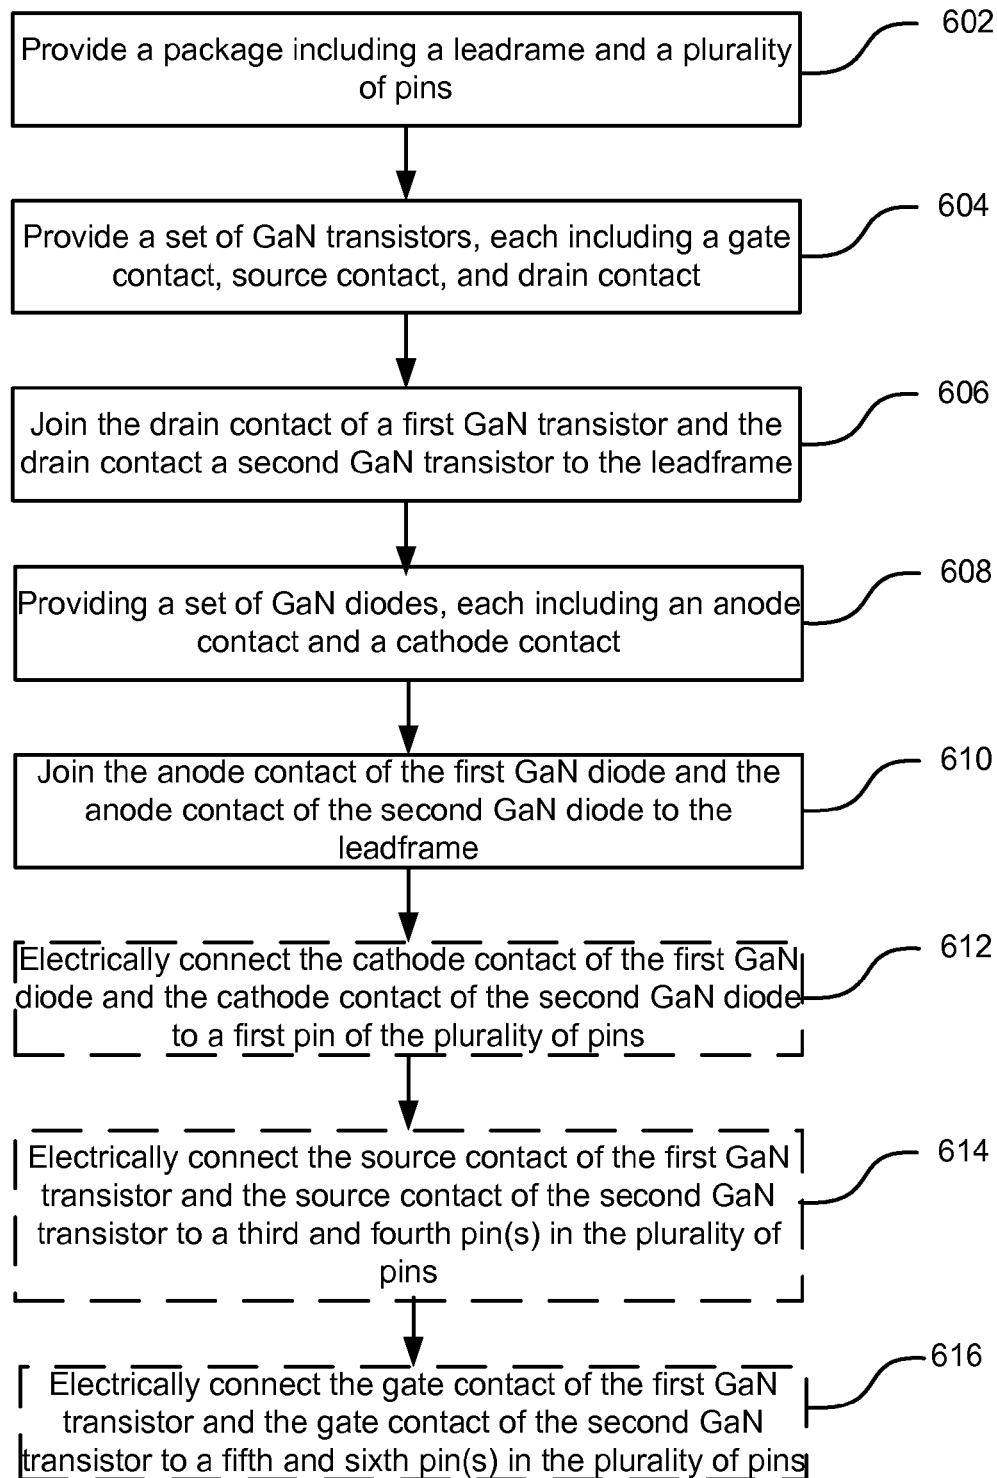 Provide a package including a leadrame and a plurality
of pins
602
Provide a set of GaN transistors, each including a gate
contact, source contact, and drain contact
604
Join the drain contact of a first GaN transistor and the
drain contact a second GaN transistor to the leadframe
606
Providing a set of GaN diodes, each including an anode
contact and a cathode contact
608
Join the anode contact of the first GaN diode and the
anode contact of the second GaN diode to the
leadframe
610
Electrically connect the cathode contact of the first GaN
diode and the cathode contact of the second GaN diode
to a first pin of the plurality of pins
612
Electrically connect the source contact of the first GaN
transistor and the source contact of the second GaN
transistor to a third and fourth pin(s) in the plurality of
pins
614
Electrically connect the gate contact of the first GaN
transistor and the gate contact of the second GaN
transistor to a fifth and sixth pin(s) in the plurality of pins
616